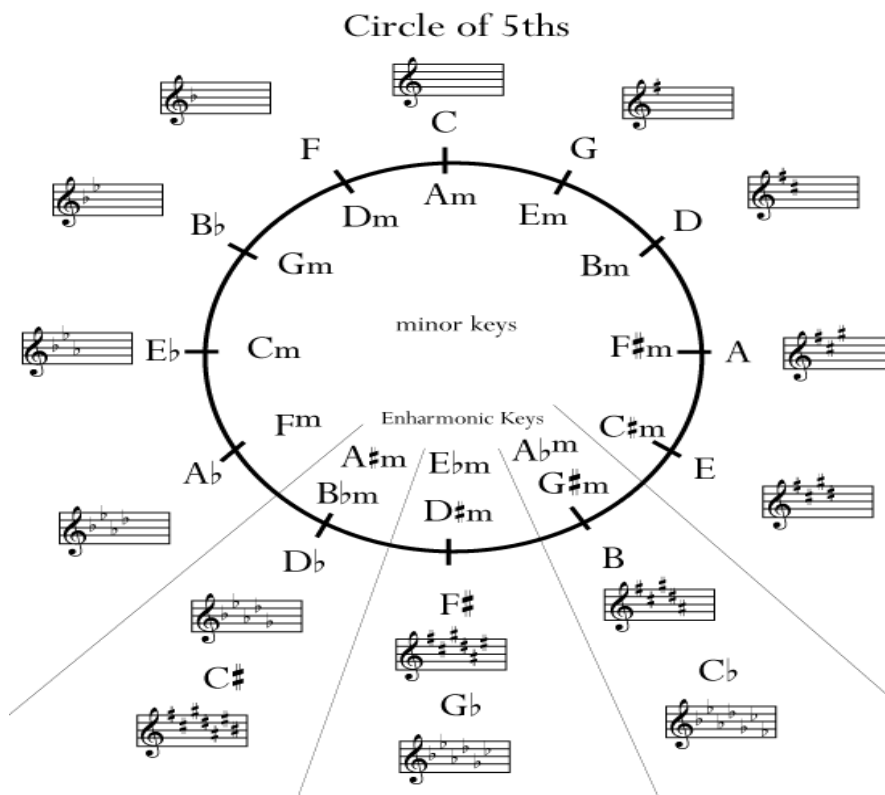 Circle of 5ths
C
F
G
Am
Dm
Em
B♭
D
Gm
Bm
minor keys
E♭
Cm
F♯m
A
Enharmonic Keys
Fm
C♯m
A♭
A♯m
E♭m
A♭m
E
B♭m
D♯m
G♯m
D♭
B
F♯
C♯
G♭
C♭